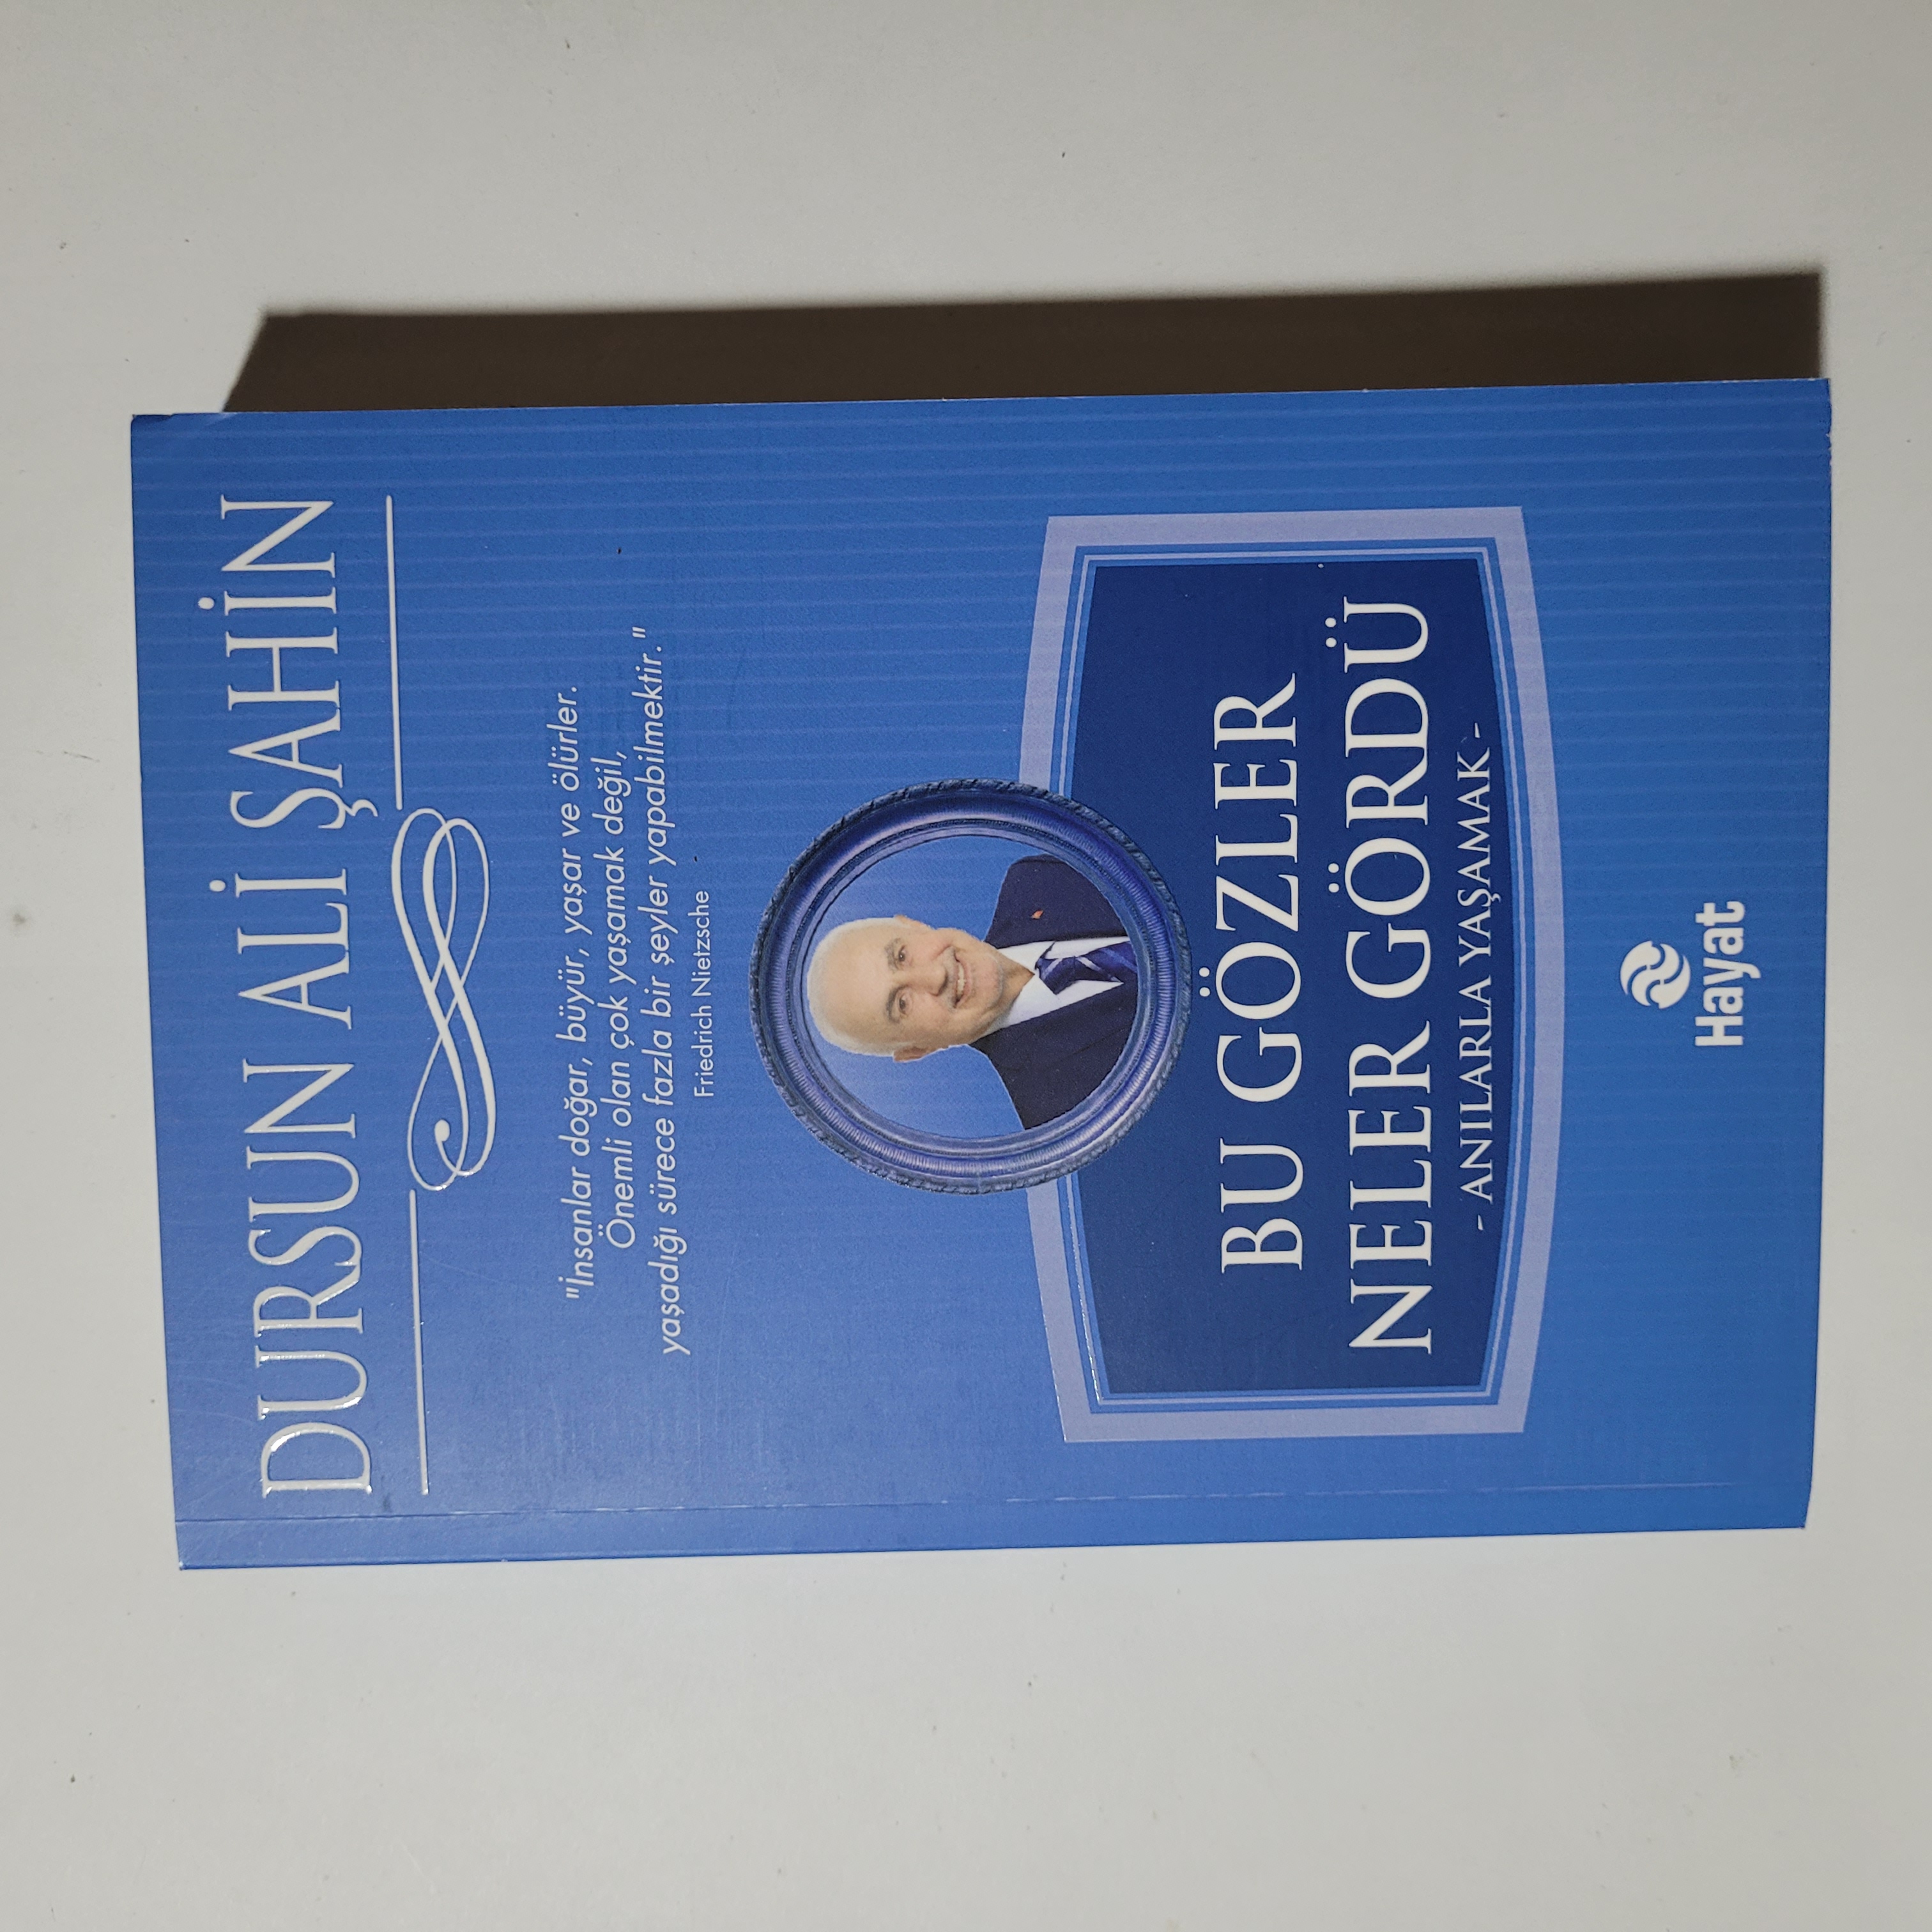 DURSUN ALİ ŞAHİN
"İnsanlar doğar, büyür, yaşar ve ölürler.
Önemli olan çok yaşamak değil,
yaşadığı sürece fazla bir şeyler yapabilmektir."
Friedrich Nietzsche
BU GÖZLER
NELER GÖRDÜ
- ANILARLA YAŞAMAK -
Hayat